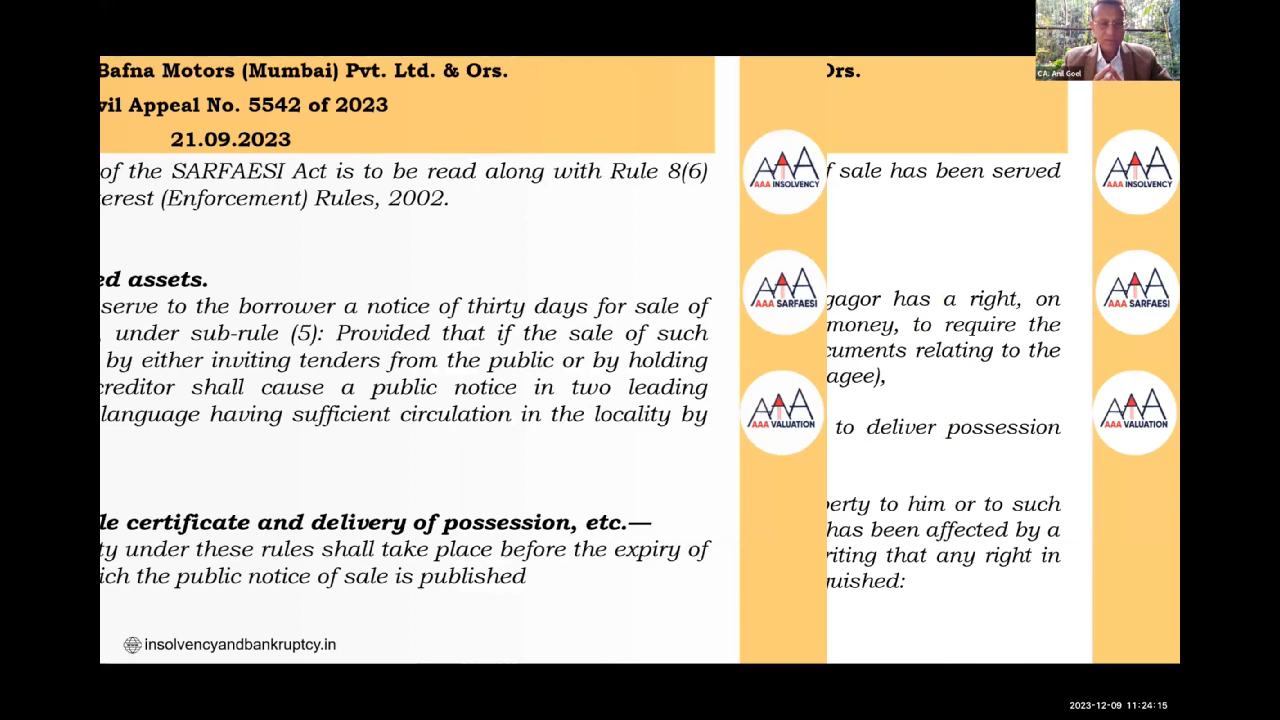 Bafna Motors (Mumbai) Pvt. Ltd. & Ors.
vil Appeal No. 5542 of 2023
21.09.2023
of the SARFAESI Act is to be read along with Rule 8(6)
erest (Enforcement) Rules, 2002.
ed assets.
serve to the borrower a notice of thirty days for sale of
, under sub-rule (5): Provided that if the sale of such
by either inviting tenders from the public or by holding
creditor shall cause a public notice in two leading
language having sufficient circulation in the locality by
le certificate and delivery of possession, etc.—
ty under these rules shall take place before the expiry of
ich the public notice of sale is published
insolvencyandbankruptcy.in
AAA INSOLVENCY
AAA SARFAESI
AAA VALUATION
Ors.
f sale has been served
gagor has a right, on
money, to require the
cuments relating to the
agee),
to deliver possession
perty to him or to such
has been affected by a
riting that any right in
uished:
AAA INSOLVENCY
AAA SARFAESI
AAA VALUATION
CA. Anil Goel
2023-12-09 11:24:15